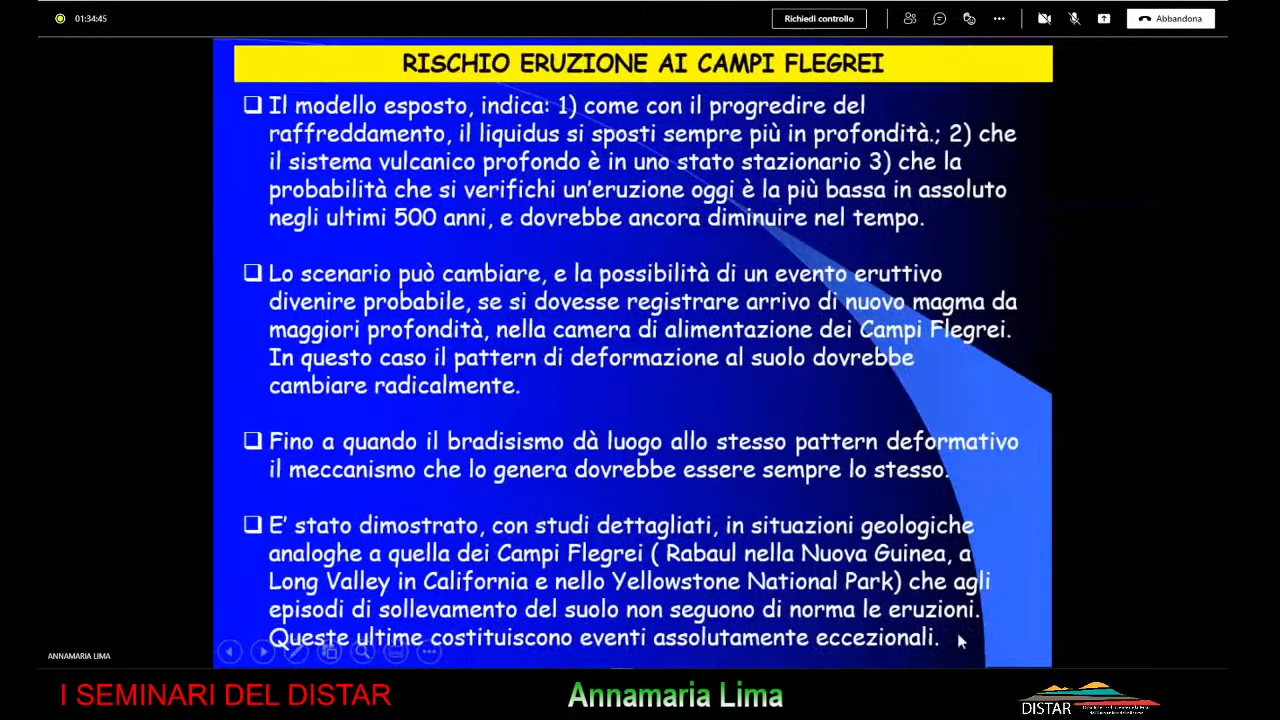 01:34:45
Richiedi controllo
Abbandona
RISCHIO ERUZIONE AI CAMPI FLEGREI
❑ Il modello esposto, indica: 1) come con il progredire del
raffreddamento, il liquidus si sposti sempre più in profondità.; 2) che
il sistema vulcanico profondo è in uno stato stazionario 3) che la
probabilità che si verifichi un'eruzione oggi è la più bassa in assoluto
negli ultimi 500 anni, e dovrebbe ancora diminuire nel tempo.
❑ Lo scenario può cambiare, e la possibilità di un evento eruttivo
divenire probabile, se si dovesse registrare arrivo di nuovo magma da
maggiori profondità, nella camera di alimentazione dei Campi Flegrei.
In questo caso il pattern di deformazione al suolo dovrebbe
cambiare radicalmente.
❑ Fino a quando il bradisismo dà luogo allo stesso pattern deformativo
il meccanismo che lo genera dovrebbe essere sempre lo stesso.
❑ E' stato dimostrato, con studi dettagliati, in situazioni geologiche
analoghe a quella dei Campi Flegrei ( Rabaul nella Nuova Guinea, a
Long Valley in California e nello Yellowstone National Park) che agli
episodi di sollevamento del suolo non seguono di norma le eruzioni.
Queste ultime costituiscono eventi assolutamente eccezionali.
ANNAMARIA LIMA
I SEMINARI DEL DISTAR
Annamaria Lima
DISTAR